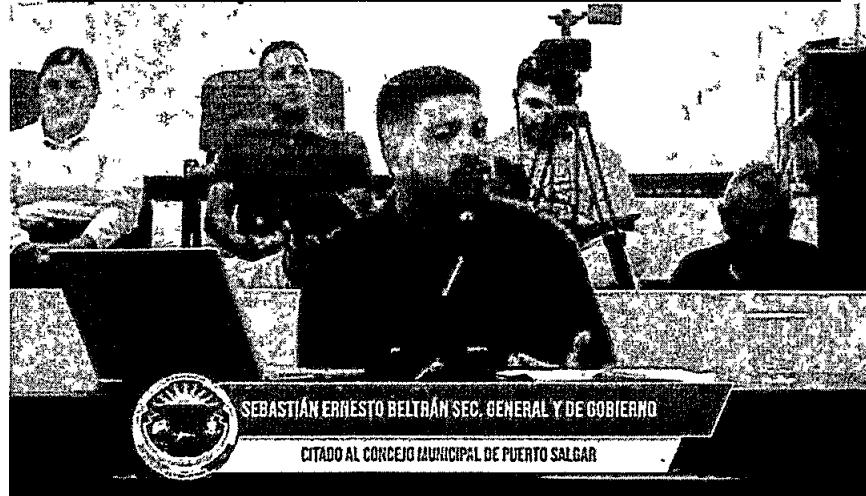 SEBASTIÁN ERNESTO BELTRÁN SEC. GENERAL Y DE GOBIERNO
CITADO AL CONCEJO MUNICIPAL DE PUERTO SALGAR